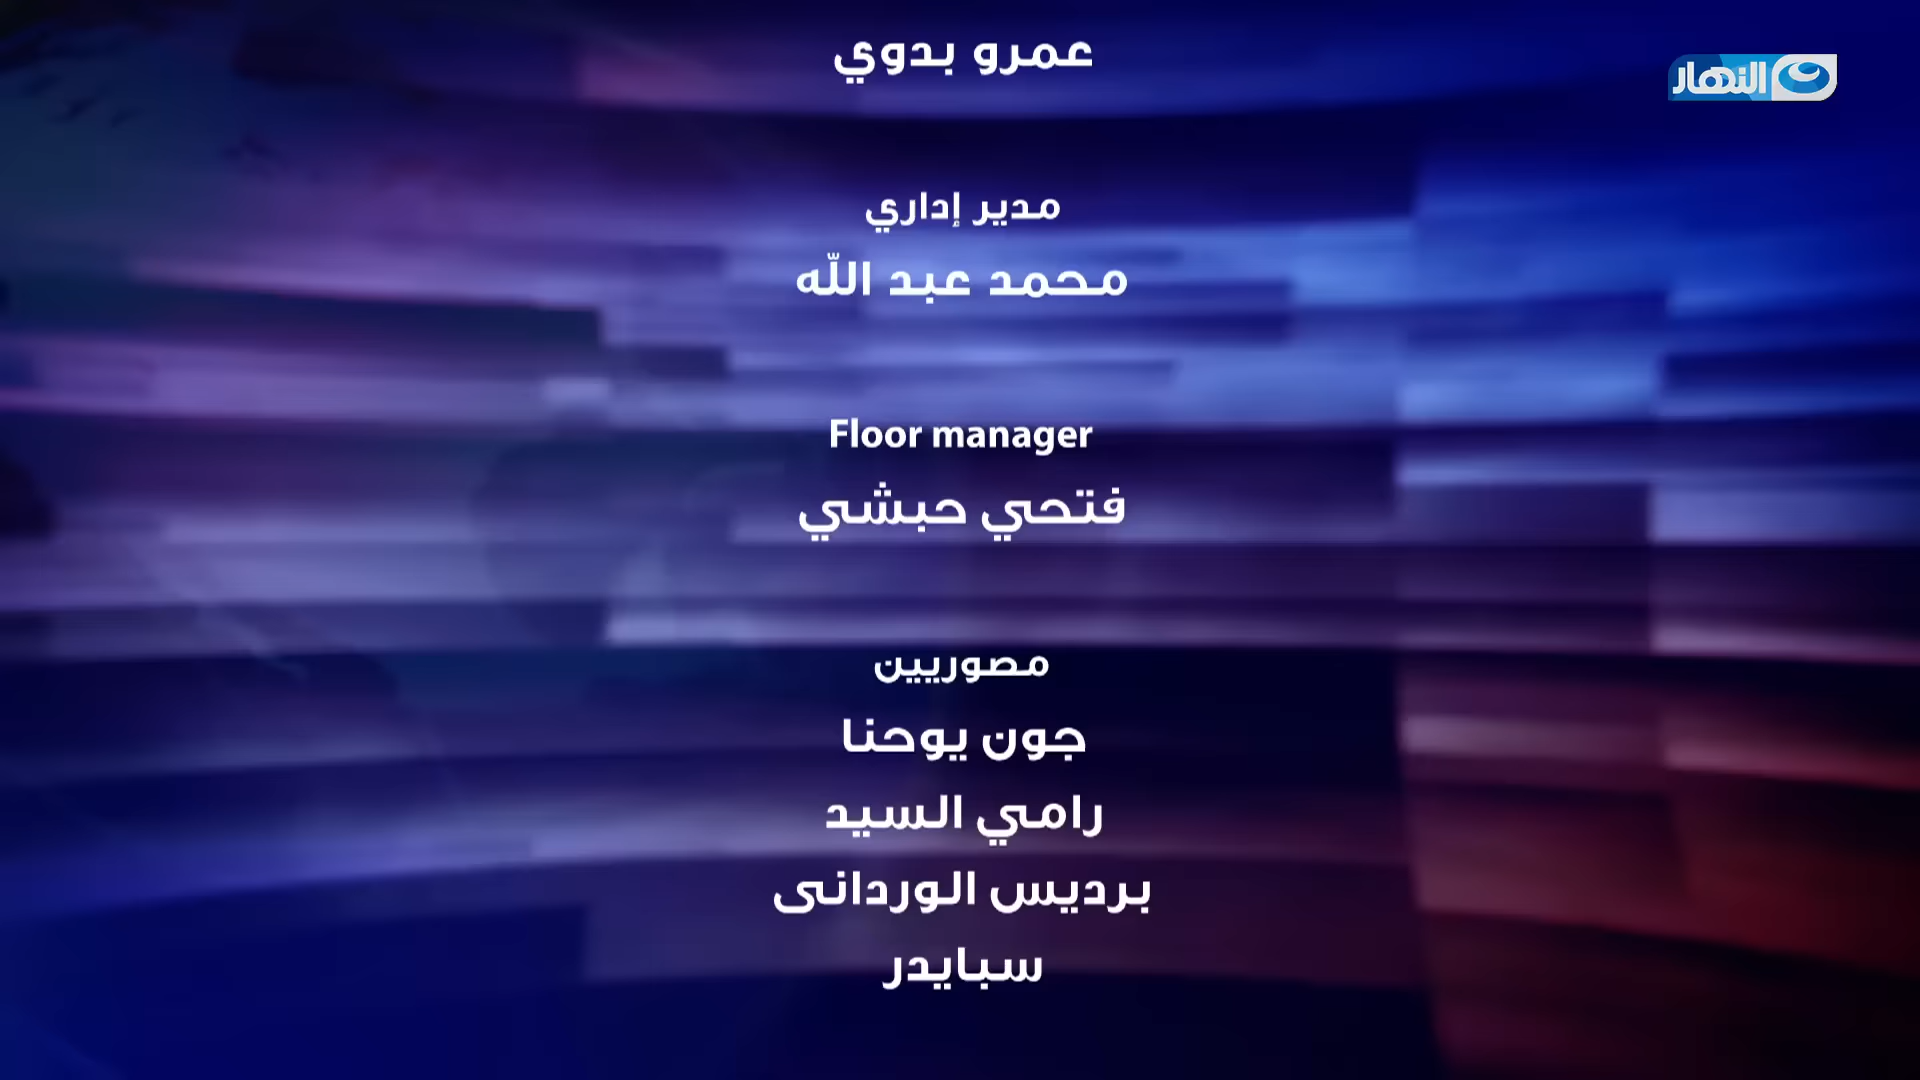 عمرو بدوي
النهار
مدير إداري
محمد عبد الله
Floor manager
فتحي حبشي
مصوريين
جون يوحنا
رامي السيد
برديس الوردانى
سبايدر